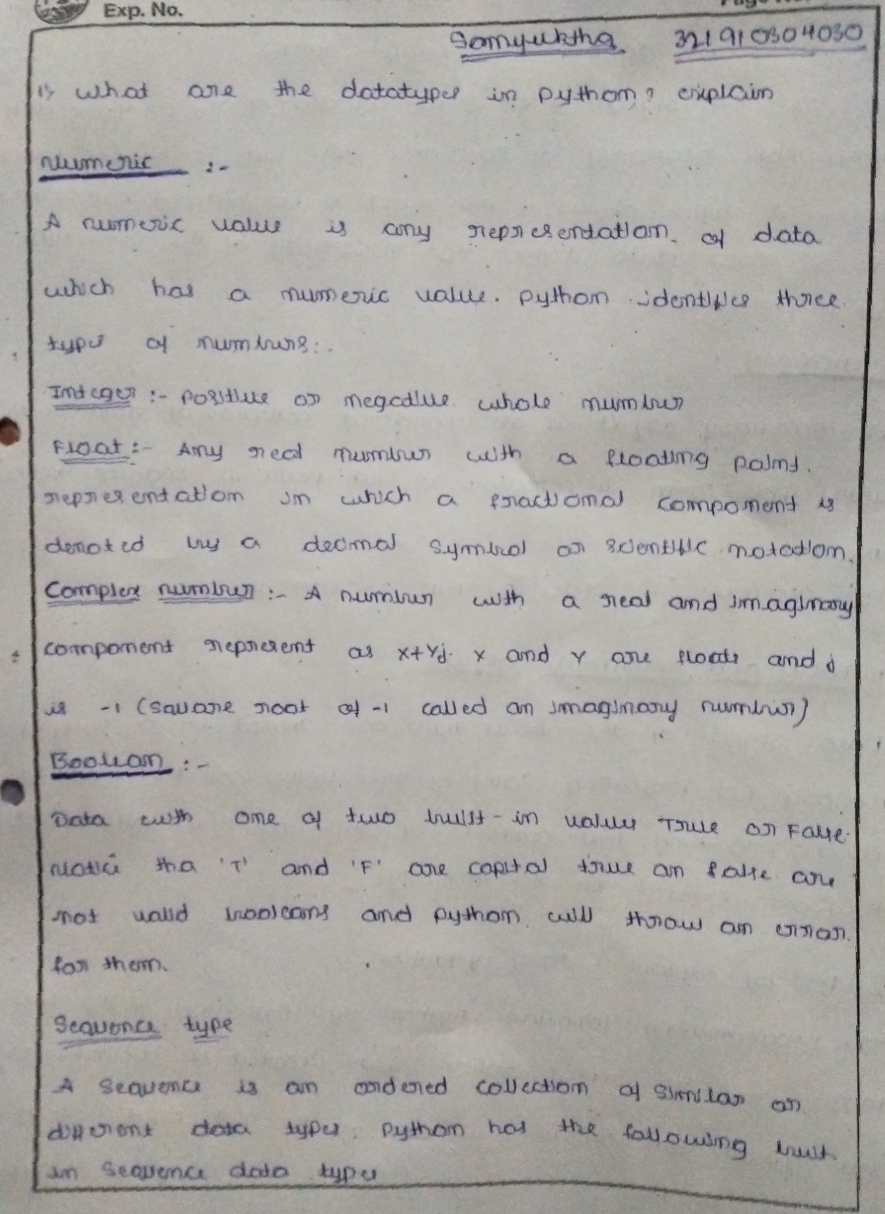 Exp. No.
Somyuktha 321910304030
1) what are the datatypes in python? explain
Numeric :-
A numeric value is any representation of data
which has a numeric value. python identifies three
types of numbers:.
Integer :- Positive or negative whole number
Float :- Any real number with a floating point.
representation in which a fractional component is
denoted by a decimal symbol or scientific notation.
Complex number :- A number with a real and imaginary
component represent as x+yj. x and y are floats and j
is -1 (square root of -1 called an imaginary number)
Boolean :-
Data with one of two built-in values True or False.
Notice tha 'T' and 'F' are capital true an false are
not valid booleans and python will throw an error
for them.
Sequence type
A Sequence is an ordered collection of similar or
different data types. Python has the following built
in sequence data types